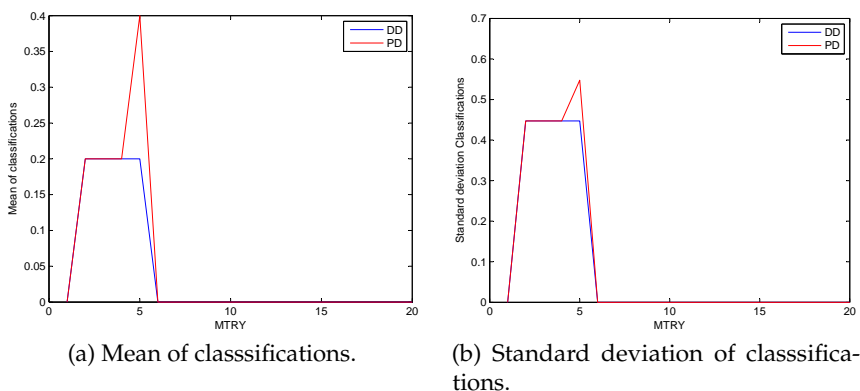 0.4
0.35
0.3
0.25
0.2
0.15
0.1
0.05
0
0 5 10 15 20
Mean of classifications
MTRY
DD
PD
(a) Mean of classsifications.
0.7
0.6
0.5
0.4
0.3
0.2
0.1
0
0 5 10 15 20
Standard deviation Classifications
MTRY
DD
PD
(b) Standard deviation of classsifica-
tions.